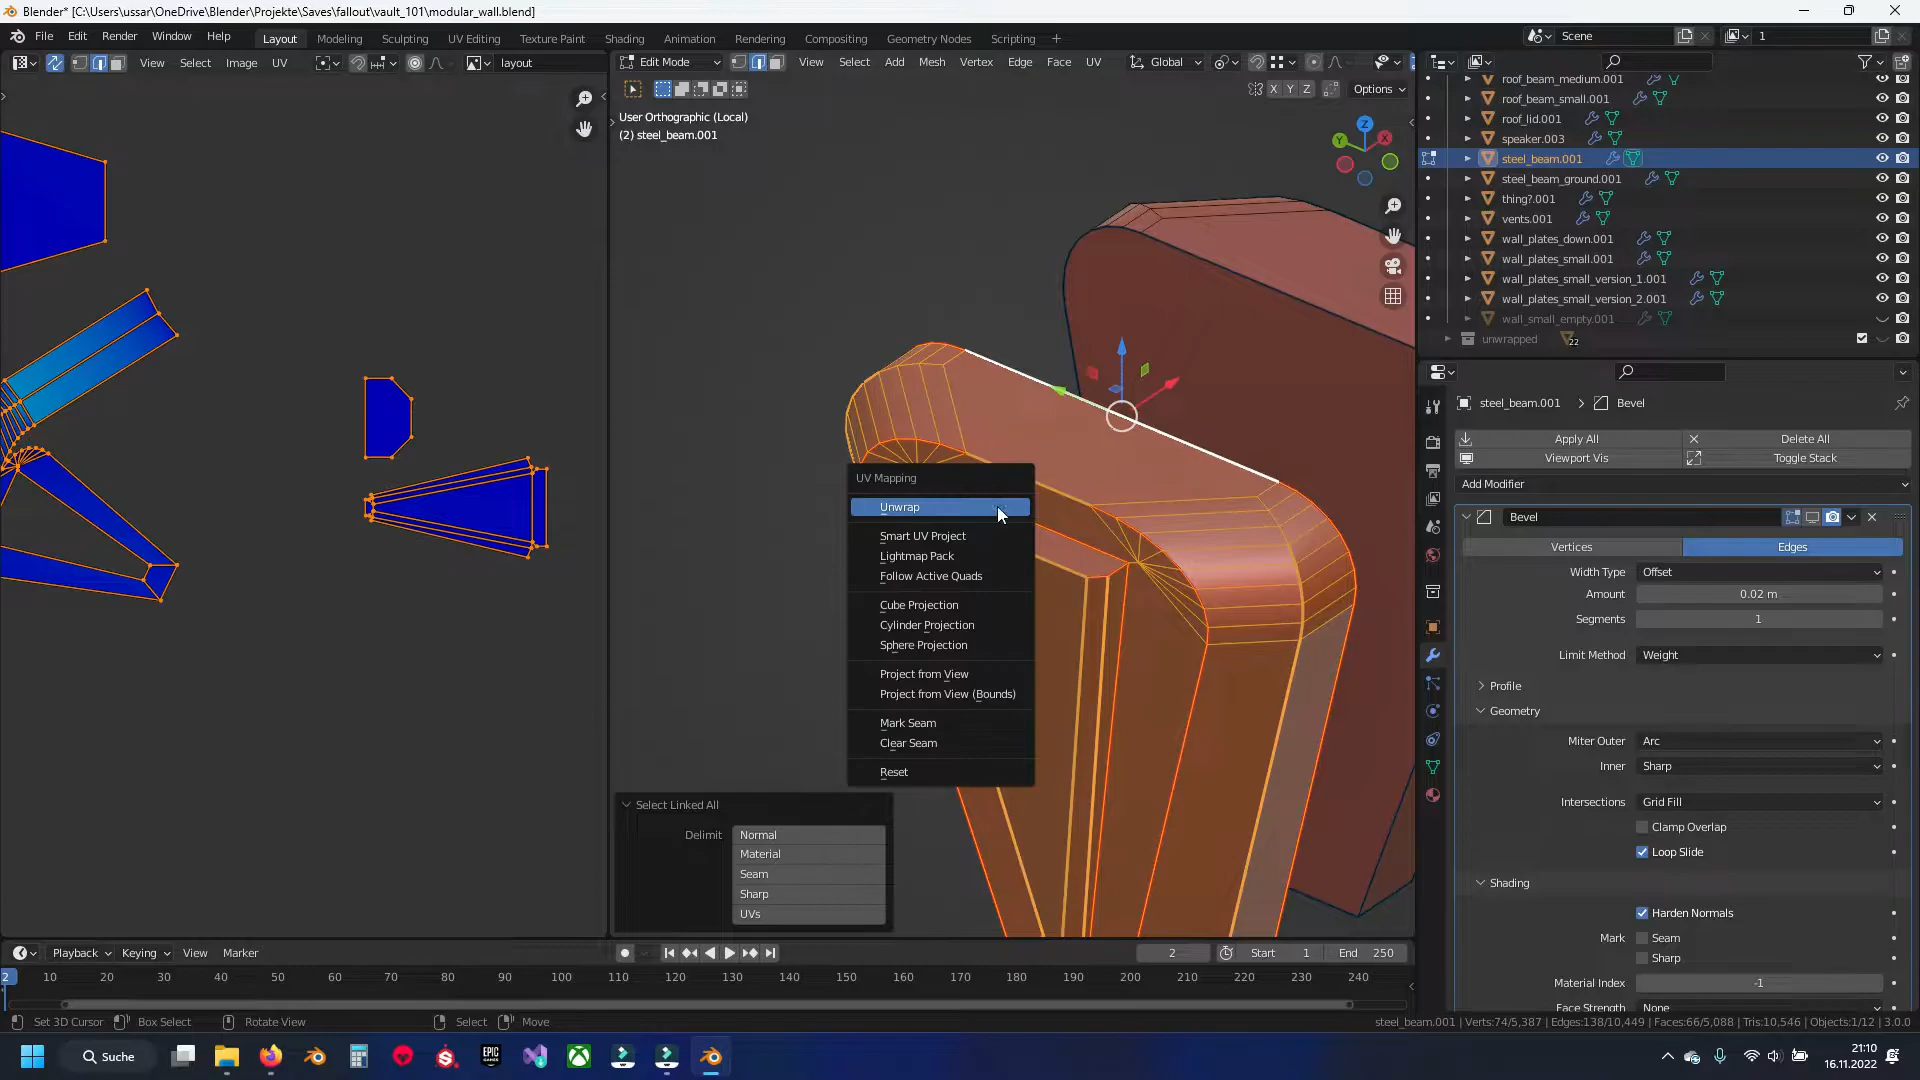 Blender* [C:\Users\ussar\OneDrive\Blender\Projekte\Saves\fallout\vault_101\modular_wall.blend]
File Edit Render Window Help Layout Modeling Sculpting UV Editing Texture Paint Shading Animation Rendering Compositing Geometry Nodes Scripting + Scene 1
View Select Image UV layout
Edit Mode View Select Add Mesh Vertex Edge Face UV Global
X Y Z Options
User Orthographic (Local)
(2) steel_beam.001
Z
Y X
roof_beam_medium.001
roof_beam_small.001
roof_lid.001
speaker.003
steel_beam.001
steel_beam_ground.001
thing?.001
vents.001
wall_plates_down.001
wall_plates_small.001
wall_plates_small_version_1.001
wall_plates_small_version_2.001
wall_small_empty.001
unwrapped 22
steel_beam.001 Bevel
Apply All Delete All
Viewport Vis Toggle Stack
Add Modifier
Bevel
Vertices Edges
Width Type Offset
Amount 0.02 m
Segments 1
Limit Method Weight
Profile
Geometry
Miter Outer Arc
Inner Sharp
Intersections Grid Fill
Clamp Overlap
Loop Slide
Shading
Harden Normals
Mark Seam
Sharp
Material Index -1
Face Strength None
UV Mapping
Unwrap
Smart UV Project
Lightmap Pack
Follow Active Quads
Cube Projection
Cylinder Projection
Sphere Projection
Project from View
Project from View (Bounds)
Mark Seam
Clear Seam
Reset
Select Linked All
Delimit Normal
Material
Seam
Sharp
UVs
Playback Keying View Marker 2 Start 1 End 250
2 10 20 30 40 50 60 70 80 90 100 110 120 130 140 150 160 170 180 190 200 210 220 230 240
Set 3D Cursor Box Select Rotate View Select Move steel_beam.001 | Verts:74/5,387 | Edges:138/10,449 | Faces:66/5,088 | Tris:10,546 | Objects:1/12 | 3.0.0
Suche EPIC GAMES 21:10
16.11.2022